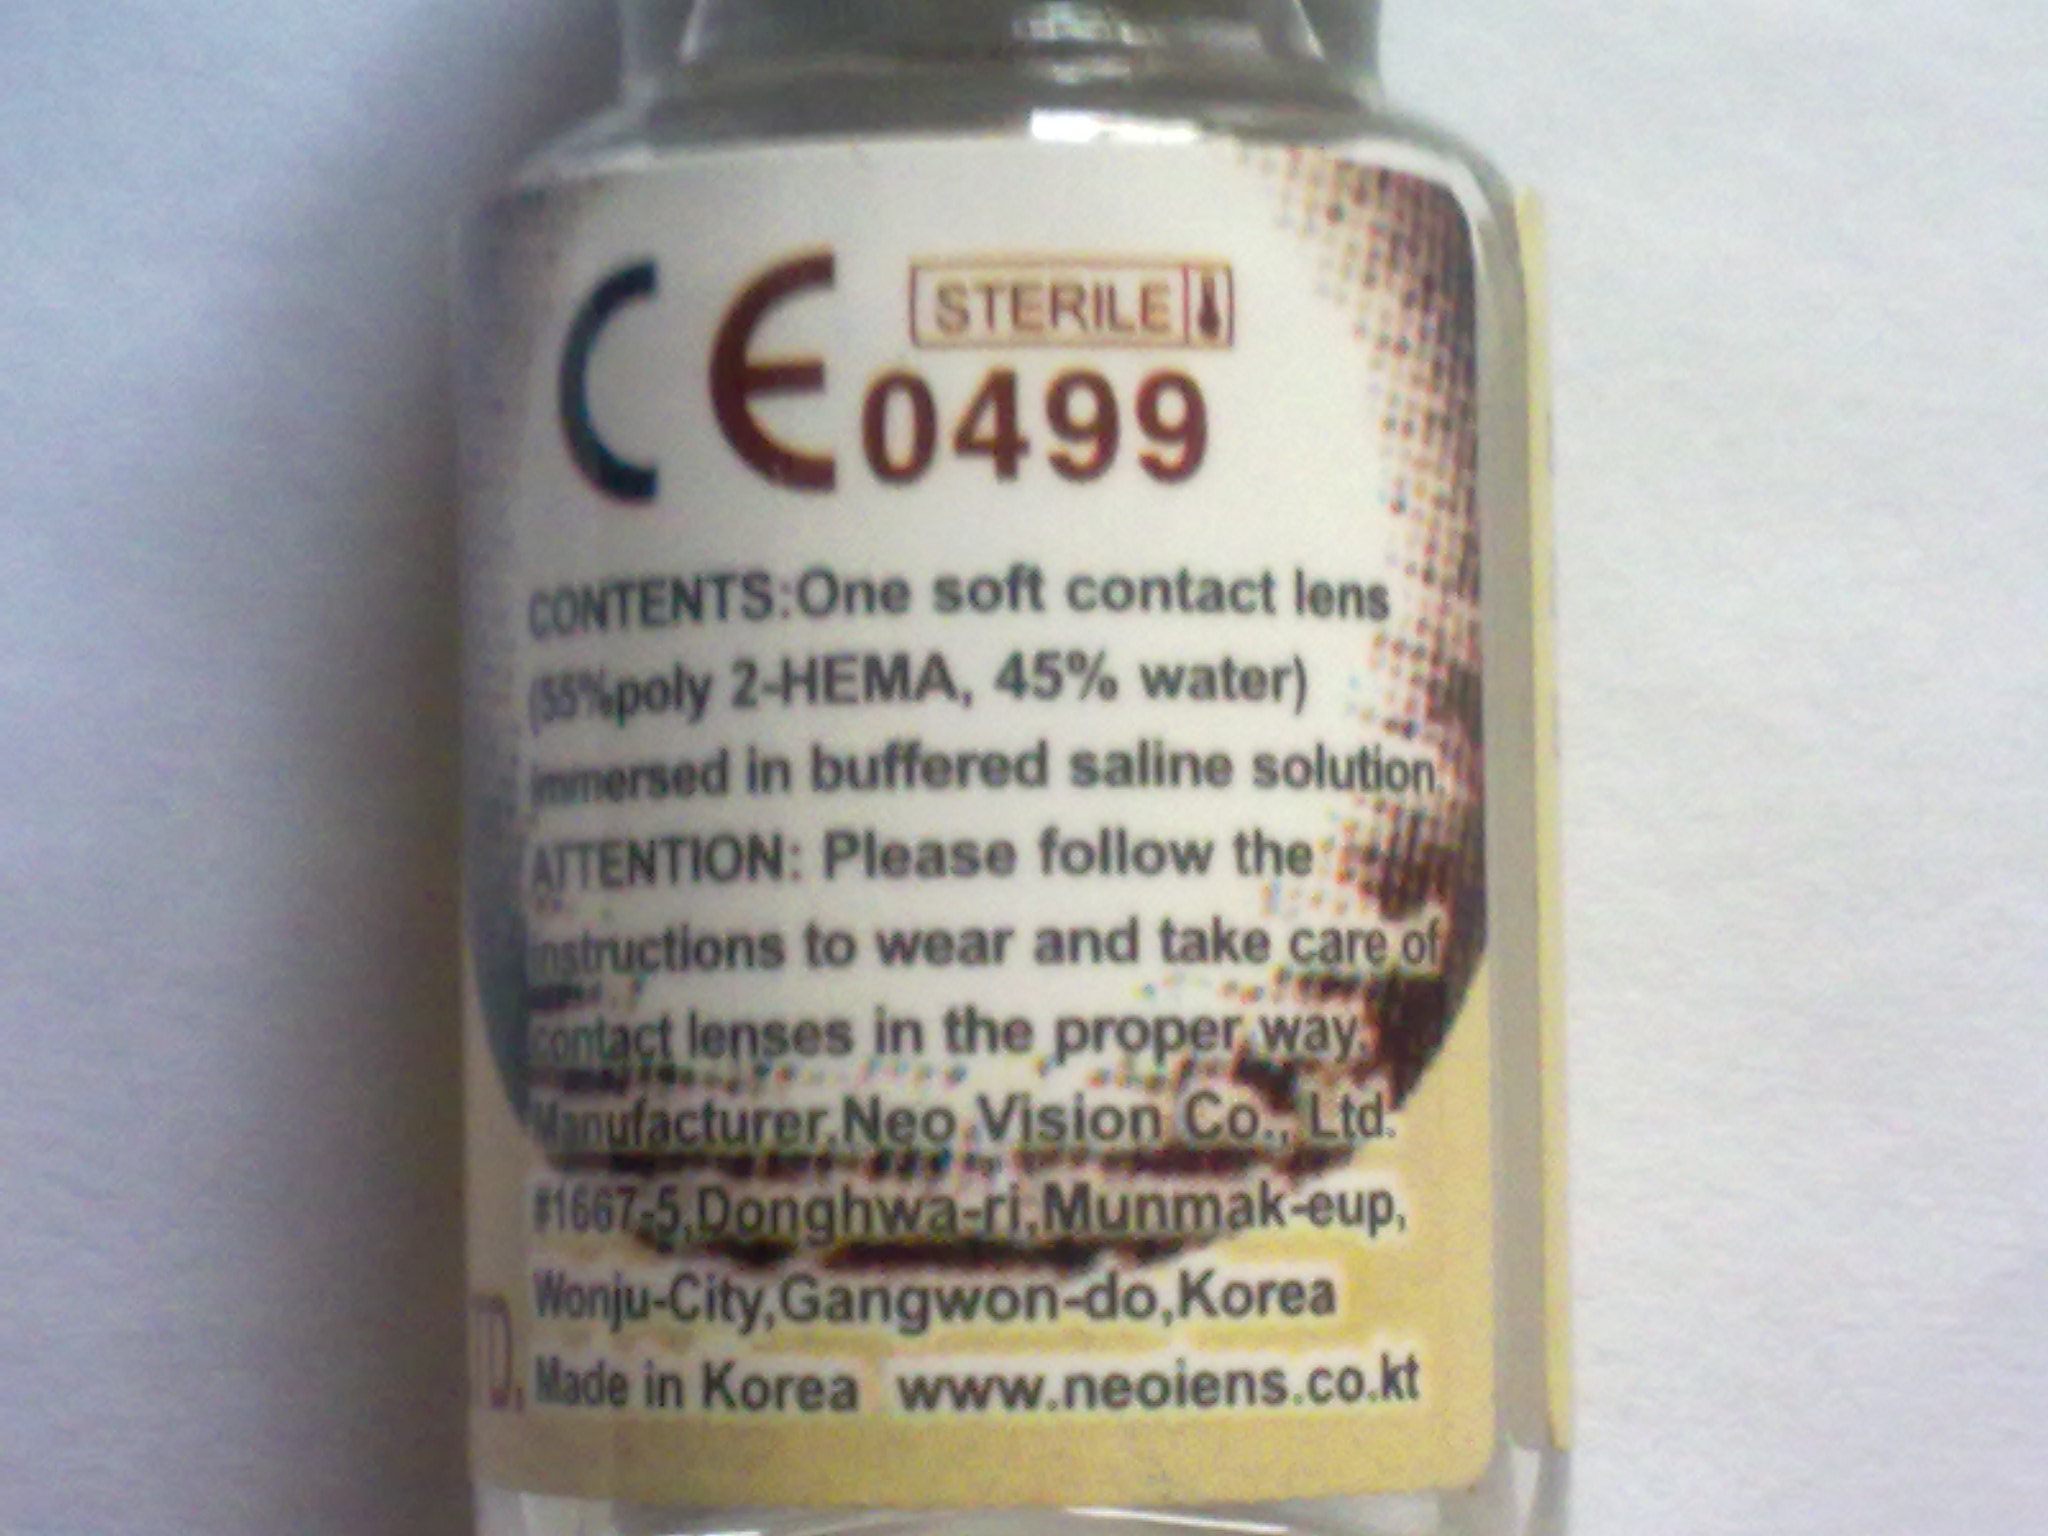 CE 0499 STERILE
CONTENTS:One soft contact lens
(55%poly 2-HEMA, 45% water)
immersed in buffered saline solution.
ATTENTION: Please follow the
instructions to wear and take care of
contact lenses in the proper way.
Manufacturer.Neo Vision Co., Ltd.
#1667-5,Donghwa-ri,Munmak-eup,
Wonju-City,Gangwon-do,Korea
TD. Made in Korea www.neoiens.co.kt